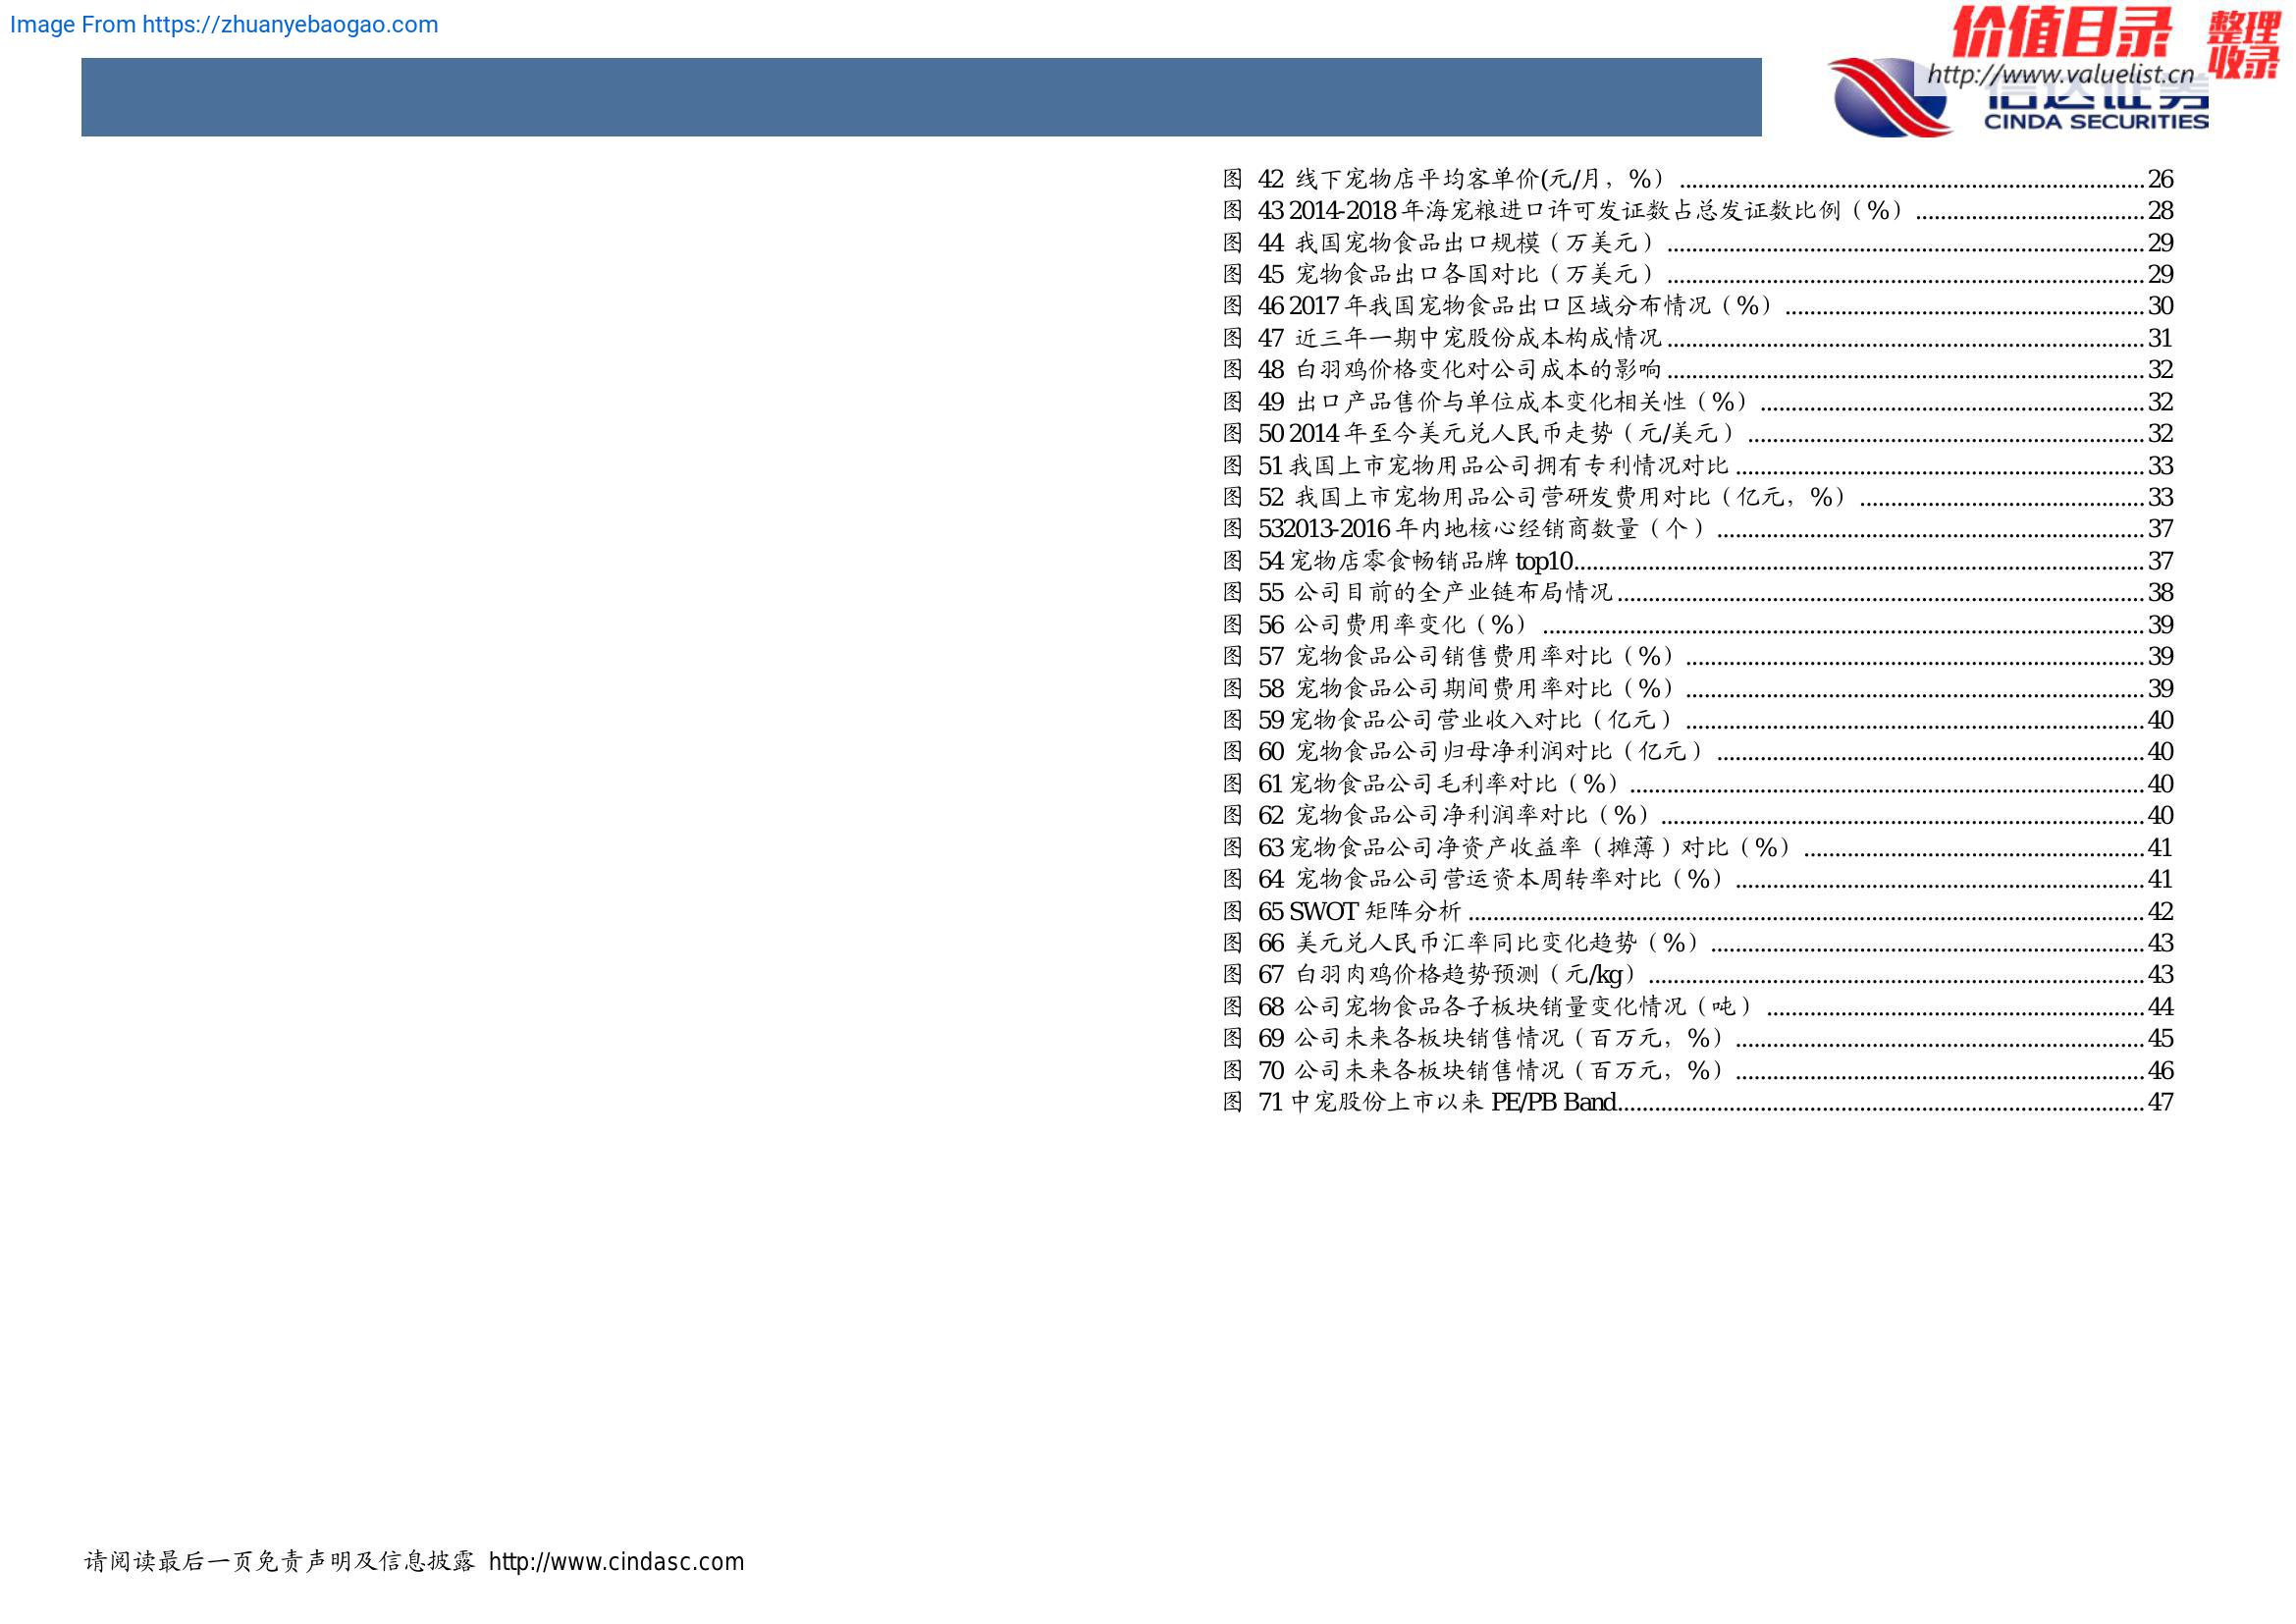 Image From https://zhuanyebaogao.com
价值目录 整理收录
http://www.valuelist.cn
信达证券
CINDA SECURITIES
图 42 线下宠物店平均客单价(元/月，%）26
图 43 2014-2018年海宠粮进口许可发证数占总发证数比例（%）28
图 44 我国宠物食品出口规模（万美元）29
图 45 宠物食品出口各国对比（万美元）29
图 46 2017年我国宠物食品出口区域分布情况（%）30
图 47 近三年一期中宠股份成本构成情况 31
图 48 白羽鸡价格变化对公司成本的影响 32
图 49 出口产品售价与单位成本变化相关性（%）32
图 50 2014年至今美元兑人民币走势（元/美元）32
图 51我国上市宠物用品公司拥有专利情况对比 33
图 52 我国上市宠物用品公司营研发费用对比（亿元，%）33
图 532013-2016年内地核心经销商数量（个）37
图 54宠物店零食畅销品牌 top10 37
图 55 公司目前的全产业链布局情况 38
图 56 公司费用率变化（%）39
图 57 宠物食品公司销售费用率对比（%）39
图 58 宠物食品公司期间费用率对比（%）39
图 59宠物食品公司营业收入对比（亿元）40
图 60 宠物食品公司归母净利润对比（亿元）40
图 61宠物食品公司毛利率对比（%）40
图 62 宠物食品公司净利润率对比（%）40
图 63宠物食品公司净资产收益率（摊薄）对比（%）41
图 64 宠物食品公司营运资本周转率对比（%）41
图 65 SWOT 矩阵分析 42
图 66 美元兑人民币汇率同比变化趋势（%）43
图 67 白羽肉鸡价格趋势预测（元/kg）43
图 68 公司宠物食品各子板块销量变化情况（吨）44
图 69 公司未来各板块销售情况（百万元，%）45
图 70 公司未来各板块销售情况（百万元，%）46
图 71中宠股份上市以来 PE/PB Band 47
请阅读最后一页免责声明及信息披露 http://www.cindasc.com